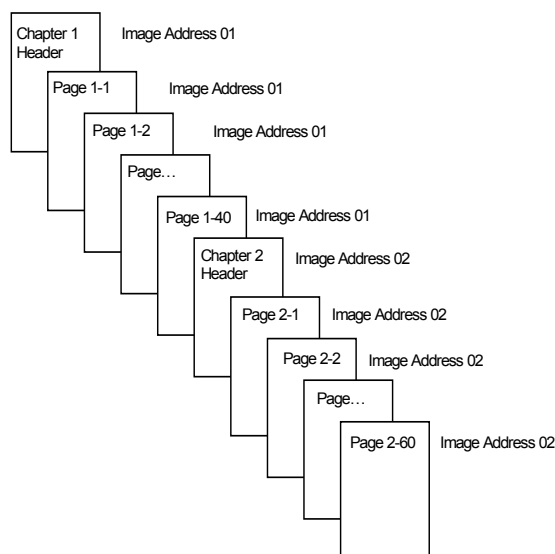 Chapter 1
Header
Image Address 01
Page 1-1
Image Address 01
Page 1-2
Image Address 01
Page…
Page 1-40
Image Address 01
Chapter 2
Header
Image Address 02
Page 2-1
Image Address 02
Page 2-2
Image Address 02
Page…
Page 2-60
Image Address 02